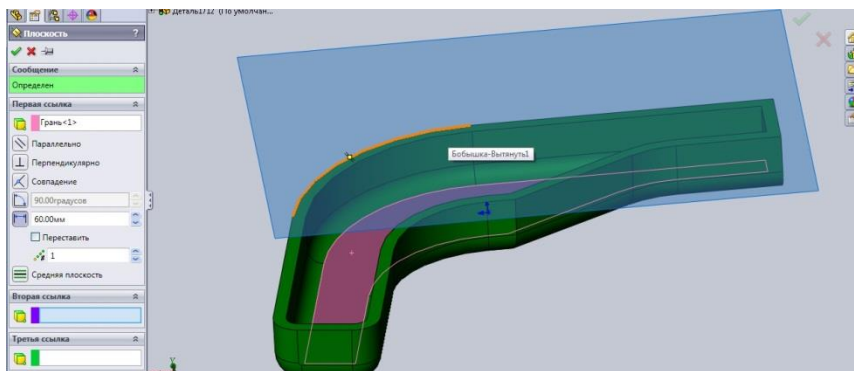 Деталь1712 (По умолчан...
Плоскость ?
Сообщение
Определен
Первая ссылка
Грань<1>
Параллельно
Перпендикулярно
Совпадение
90.00градусов
60.00мм
Переставить
1
Средняя плоскость
Вторая ссылка
Третья ссылка
Бобышка-Вытянуть1
Y